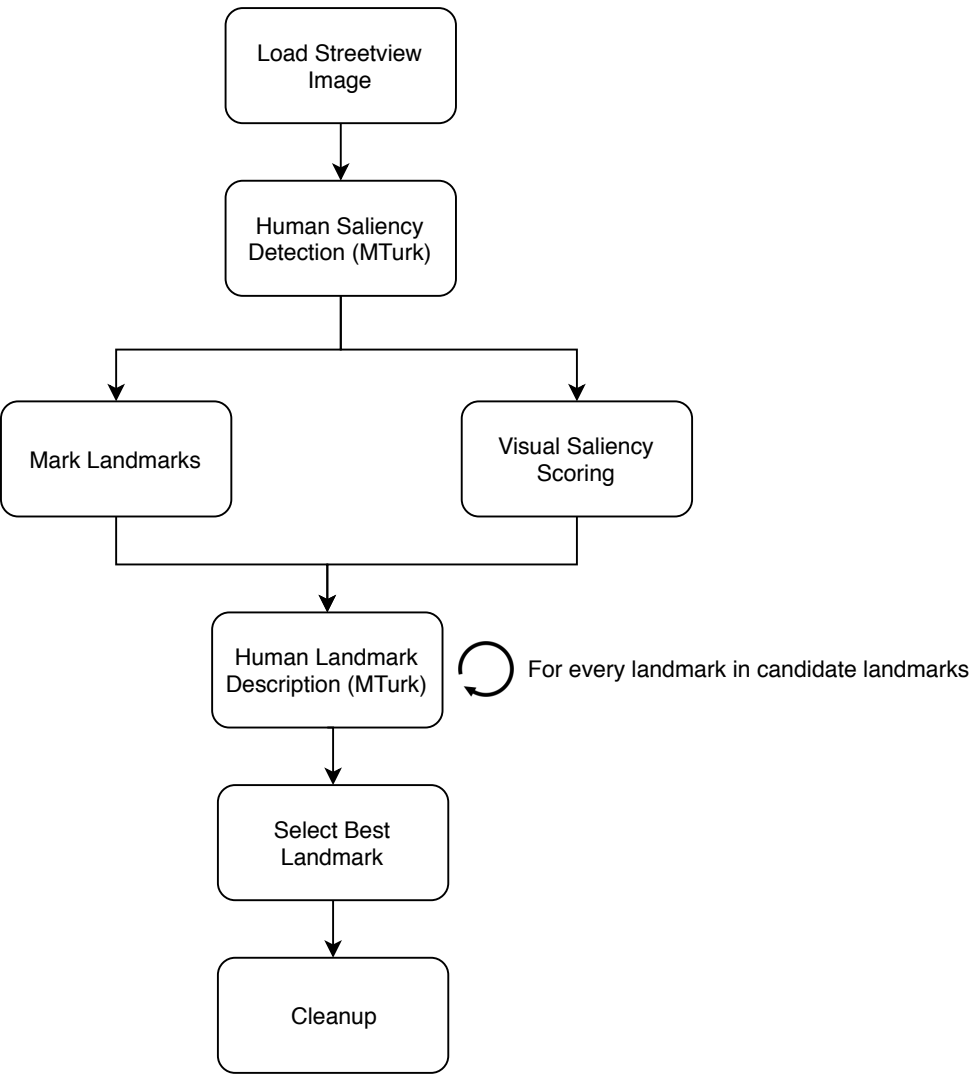 Load Streetview
Image
Human Saliency
Detection (MTurk)
Mark Landmarks
Visual Saliency
Scoring
Human Landmark
Description (MTurk)
For every landmark in candidate landmarks
Select Best
Landmark
Cleanup